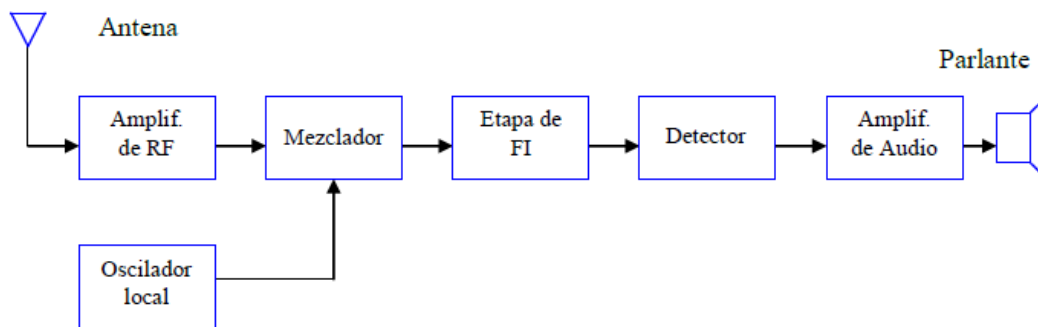 Antena
Parlante
Amplif.
de RF
Mezclador
Etapa de
FI
Detector
Amplif.
de Audio
Oscilador
local